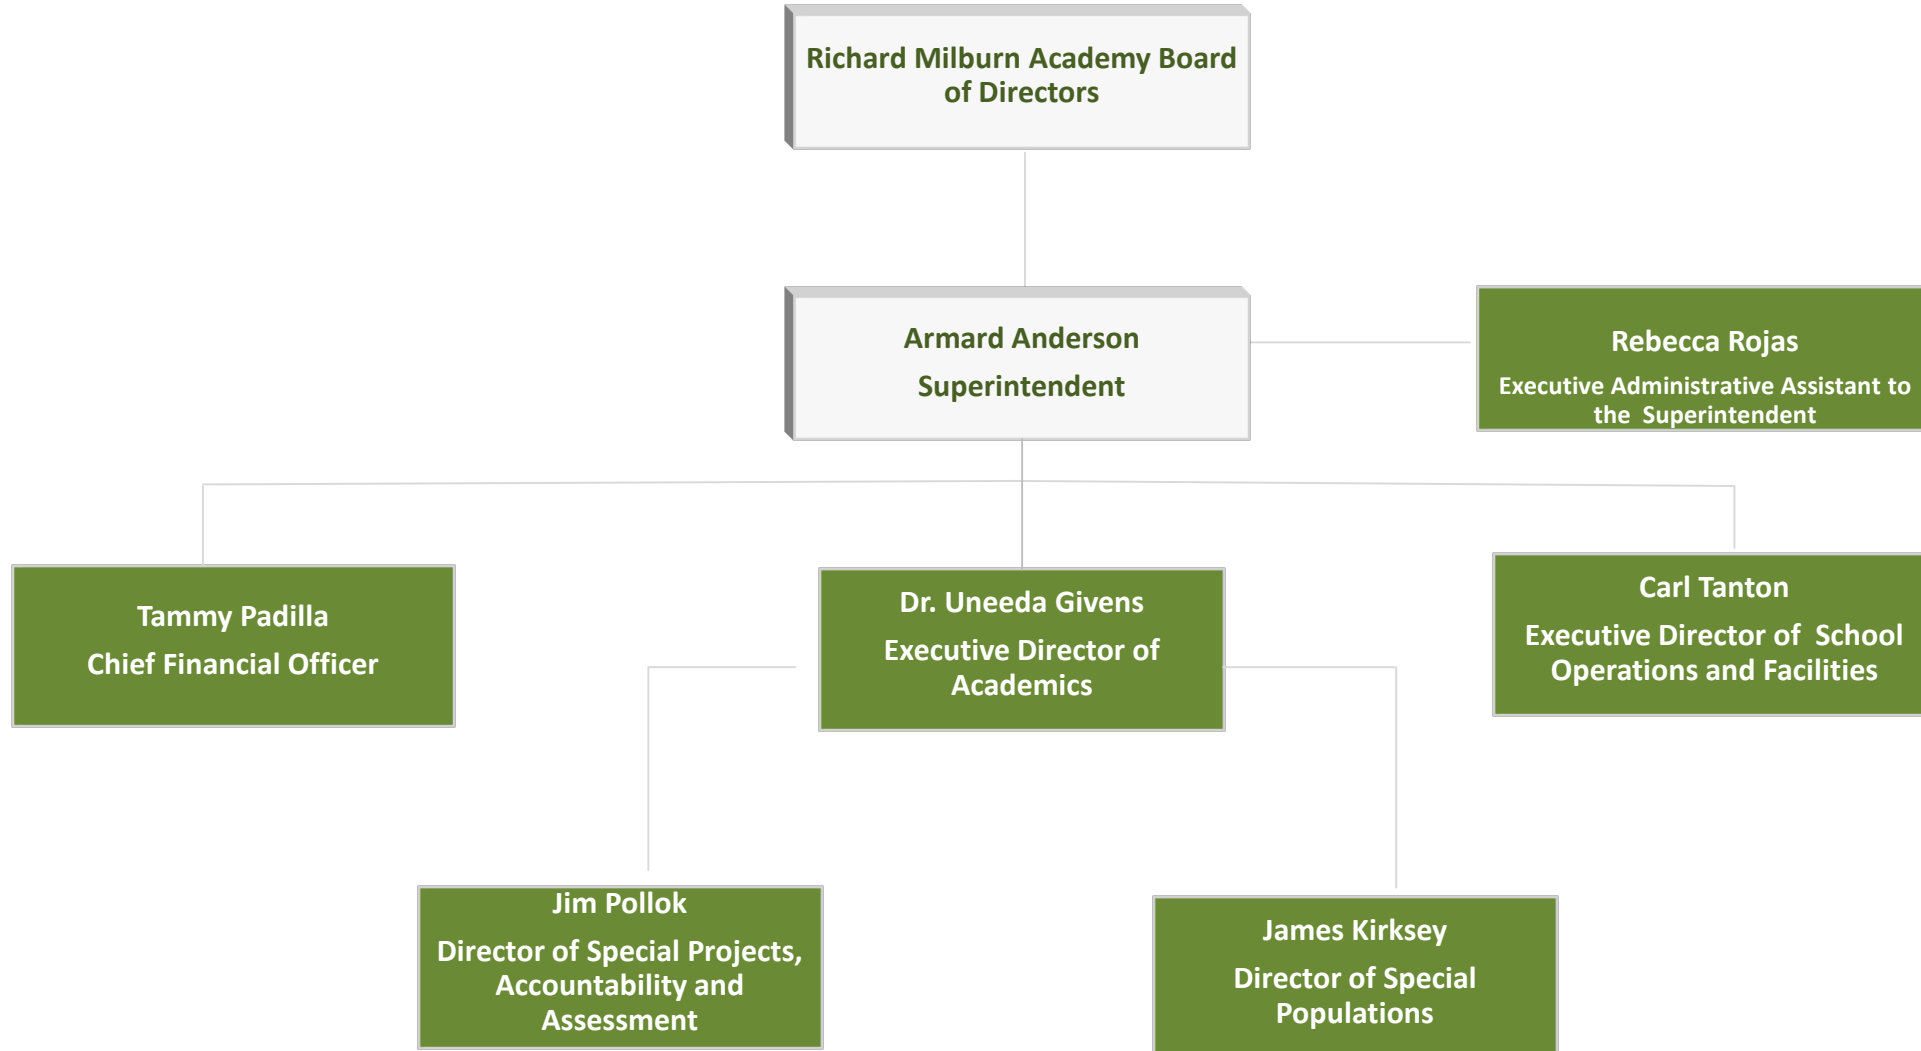 Richard Milburn Academy Board
of Directors
Armard Anderson
Superintendent
Rebecca Rojas
Executive Administrative Assistant to
the  Superintendent
Tammy Padilla
Chief Financial Officer
Dr. Uneeda Givens
Executive Director of
Academics
Carl Tanton
Executive Director of  School
Operations and Facilities
Jim Pollok
Director of Special Projects,
Accountability and
Assessment
James Kirksey
Director of Special
Populations